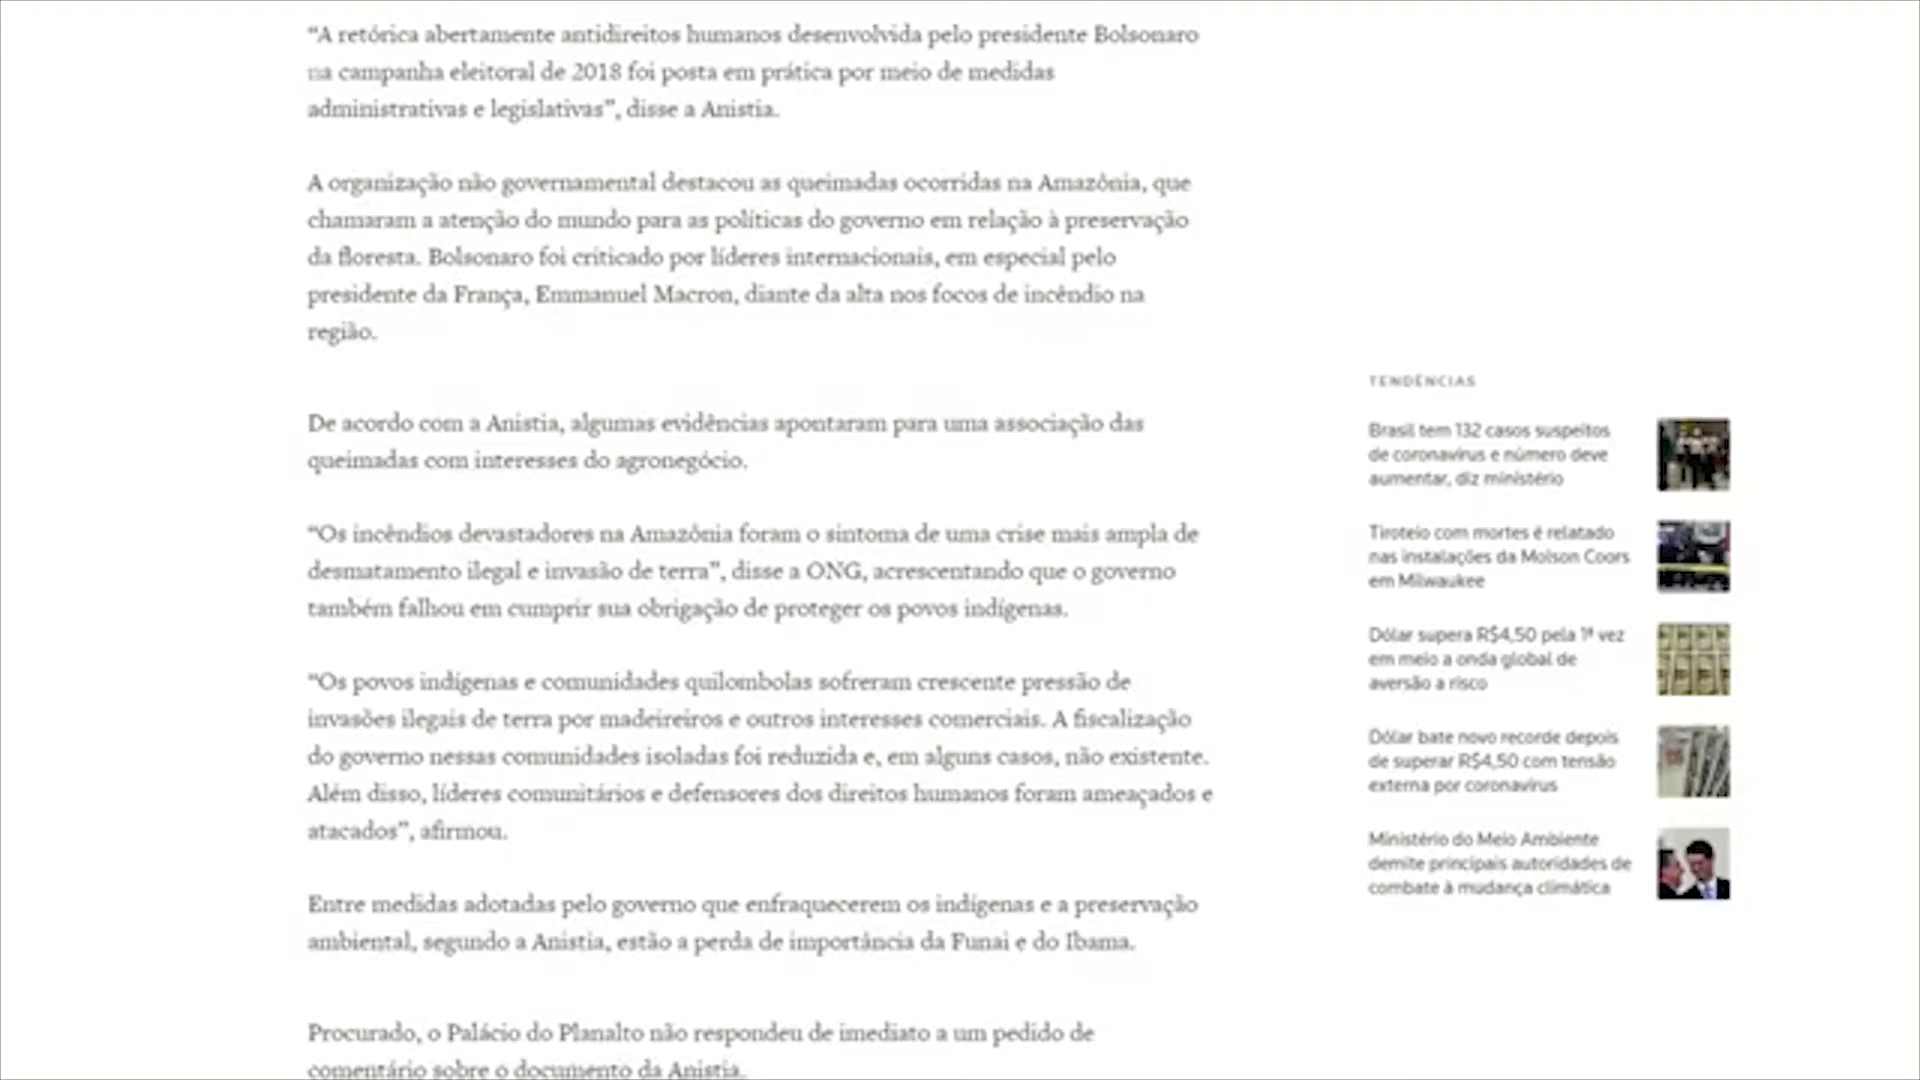 “A retórica abertamente antidireitos humanos desenvolvida pelo presidente Bolsonaro
na campanha eleitoral de 2018 foi posta em prática por meio de medidas
administrativas e legislativas”, disse a Anistia.
A organização não governamental destacou as queimadas ocorridas na Amazônia, que
chamaram a atenção do mundo para as políticas do governo em relação à preservação
da floresta. Bolsonaro foi criticado por líderes internacionais, em especial pelo
presidente da França, Emmanuel Macron, diante da alta nos focos de incêndio na
região.
De acordo com a Anistia, algumas evidências apontaram para uma associação das
queimadas com interesses do agronegócio.
“Os incêndios devastadores na Amazônia foram o sintoma de uma crise mais ampla de
desmatamento ilegal e invasão de terra”, disse a ONG, acrescentando que o governo
também falhou em cumprir sua obrigação de proteger os povos indígenas.
“Os povos indígenas e comunidades quilombolas sofreram crescente pressão de
invasões ilegais de terra por madeireiros e outros interesses comerciais. A fiscalização
do governo nessas comunidades isoladas foi reduzida e, em alguns casos, não existente.
Além disso, líderes comunitários e defensores dos direitos humanos foram ameaçados e
atacados”, afirmou.
Entre medidas adotadas pelo governo que enfraquecerem os indígenas e a preservação
ambiental, segundo a Anistia, estão a perda de importância da Funai e do Ibama.
Procurado, o Palácio do Planalto não respondeu de imediato a um pedido de
comentário sobre o documento da Anistia.
TENDÊNCIAS
Brasil tem 132 casos suspeitos
de coronavírus e número deve
aumentar, diz ministério
Tiroteio com mortes é relatado
nas instalações da Molson Coors
em Milwaukee
Dólar supera R$4,50 pela 1ª vez
em meio a onda global de
aversão a risco
Dólar bate novo recorde depois
de superar R$4,50 com tensão
externa por coronavírus
Ministério do Meio Ambiente
demite principais autoridades de
combate à mudança climática